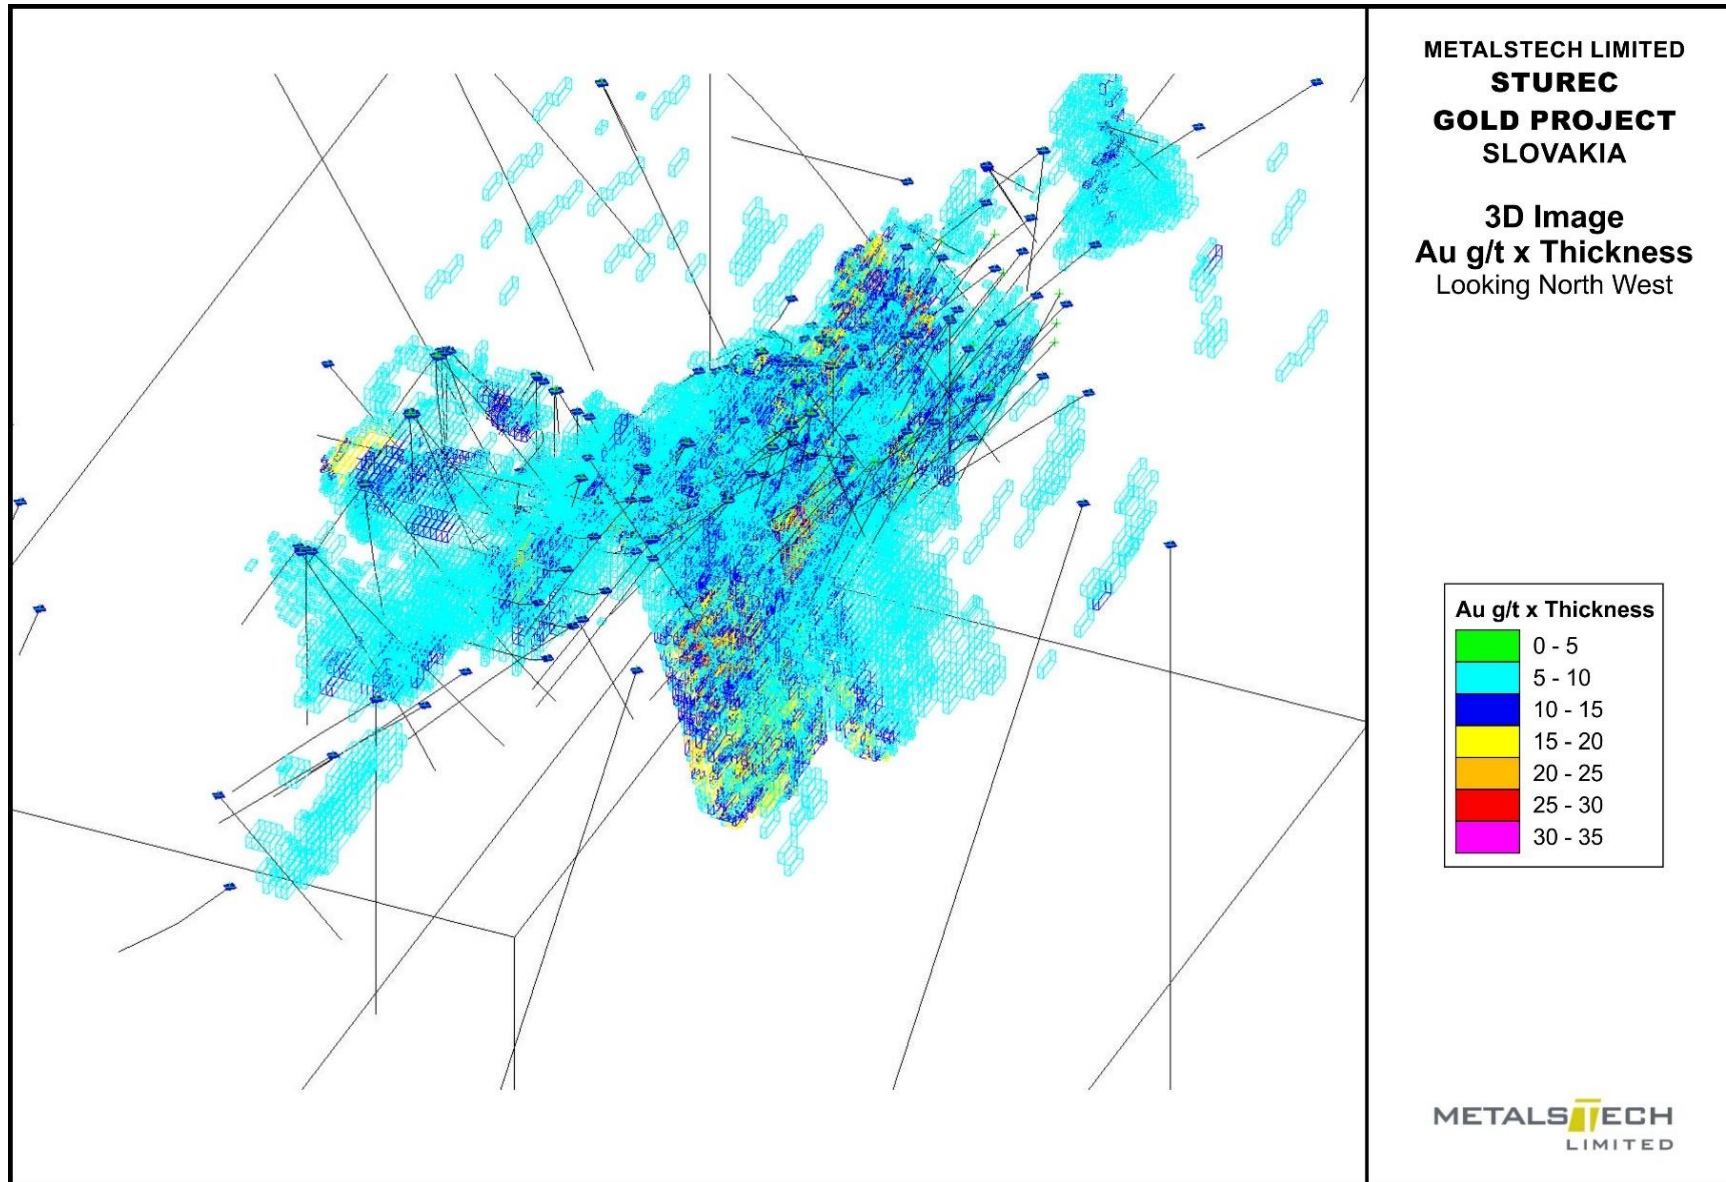 METALSTECH LIMITED
STUREC
GOLD PROJECT
SLOVAKIA
3D Image
Au g/t x Thickness
Looking North West
Au g/t x Thickness
0 - 5
5 - 10
10 - 15
15 - 20
20 - 25
25 - 30
30 - 35
METALSTECH
LIMITED